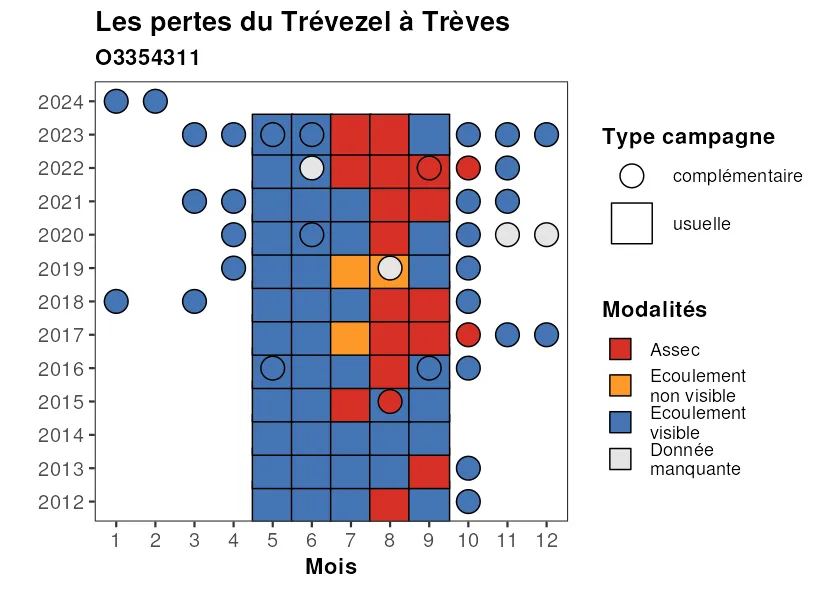 Les pertes du Trévezel à Trèves
O3354311
2024
2023
2022
2021
2020
2019
2018
2017
2016
2015
2014
2013
2012
1 2 3 4 5 6 7 8 9 10 11 12
Mois
Type campagne
complémentaire
usuelle
Modalités
Assec
Ecoulement
non visible
Ecoulement
visible
Donnée
manquante